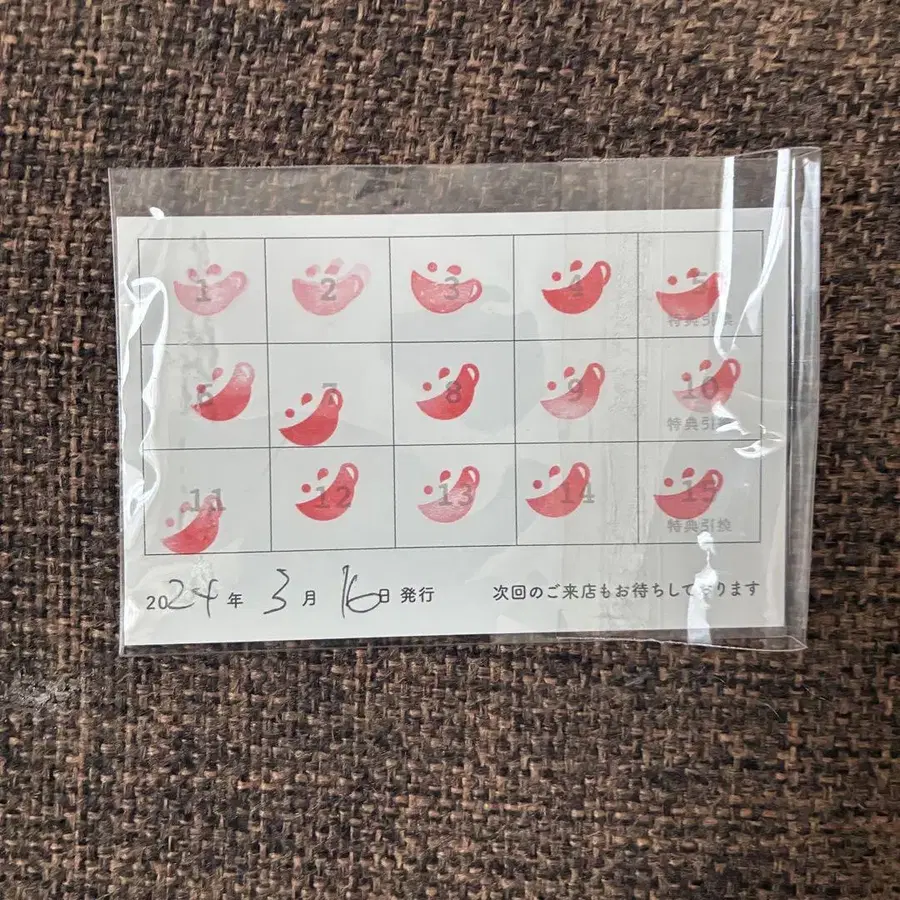 1 2 3 4 5
特典引換
6 7 8 9 10
特典引換
11 12 13 14 15
特典引換
2024年 3月 16日 発行
次回のご来店もお待ちしております